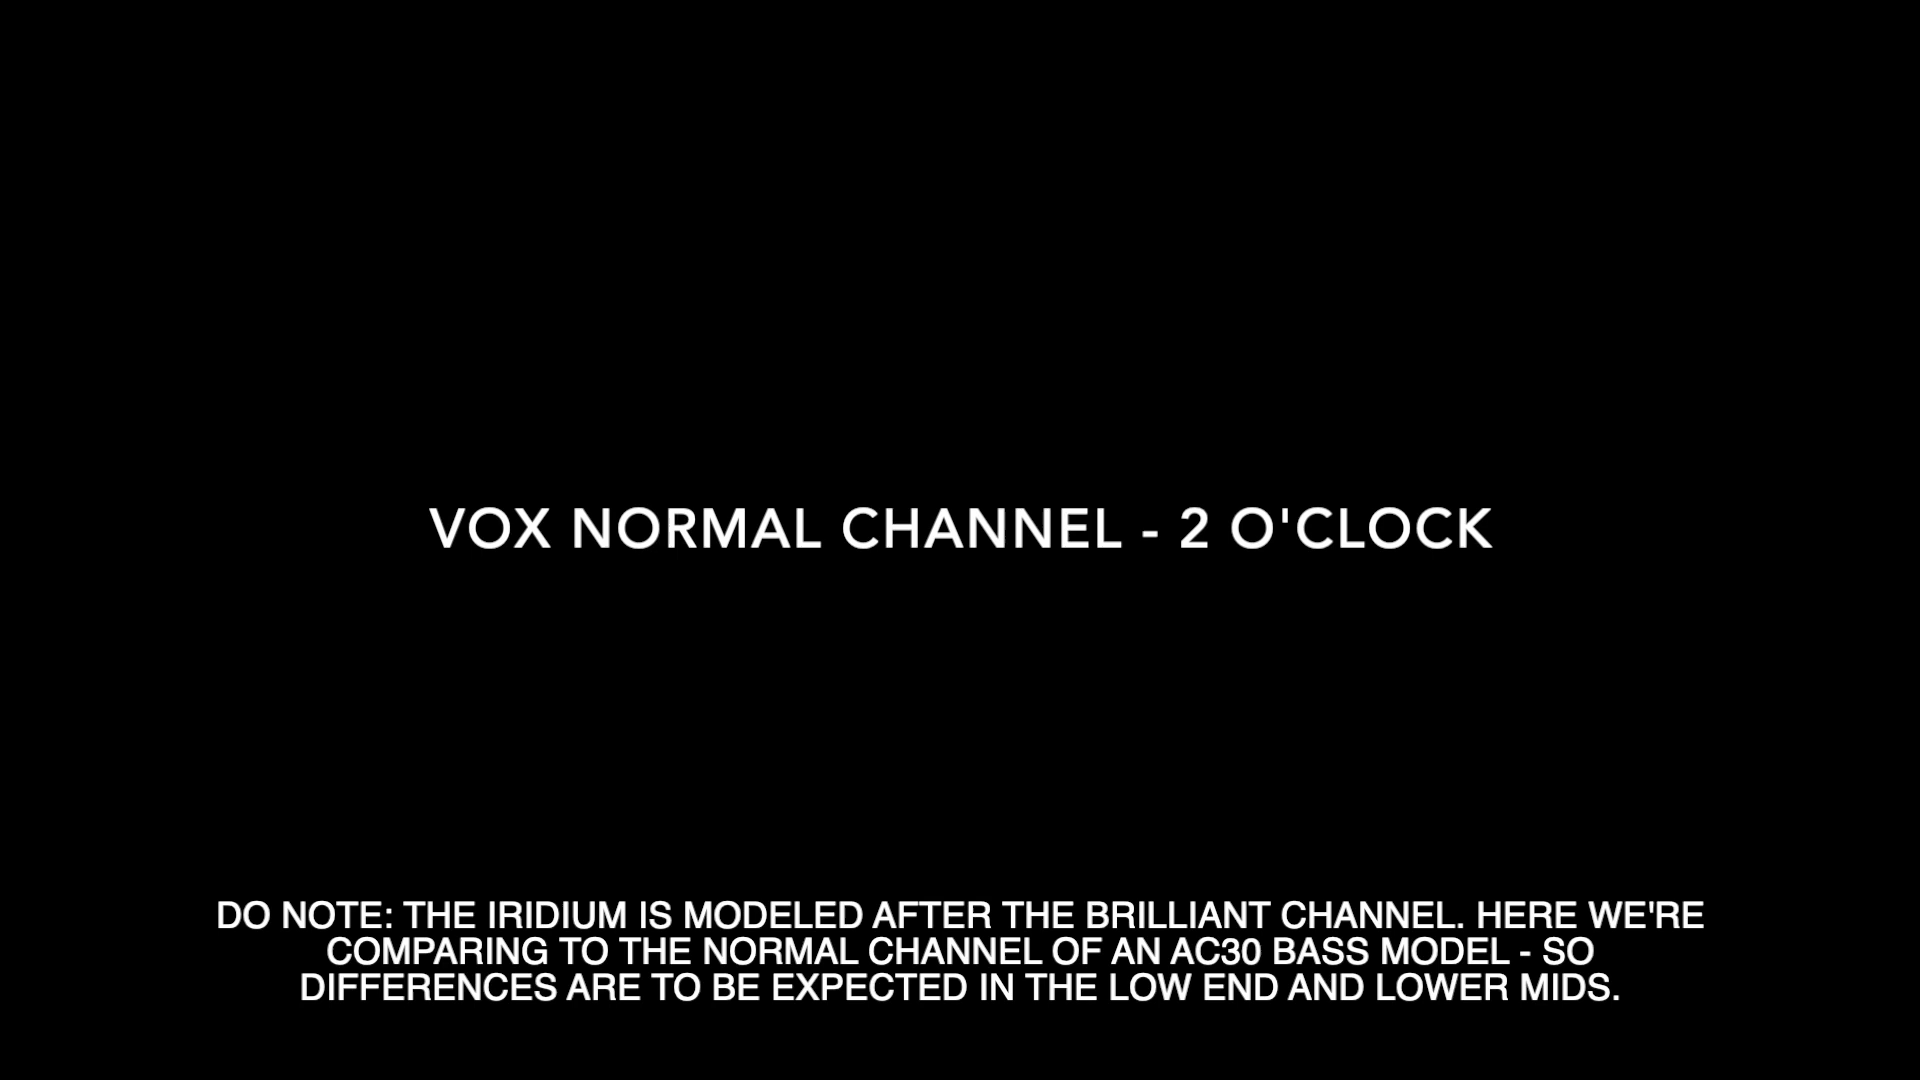 VOX NORMAL CHANNEL - 2 O'CLOCK
DO NOTE: THE IRIDIUM IS MODELED AFTER THE BRILLIANT CHANNEL. HERE WE'RE
COMPARING TO THE NORMAL CHANNEL OF AN AC30 BASS MODEL - SO
DIFFERENCES ARE TO BE EXPECTED IN THE LOW END AND LOWER MIDS.